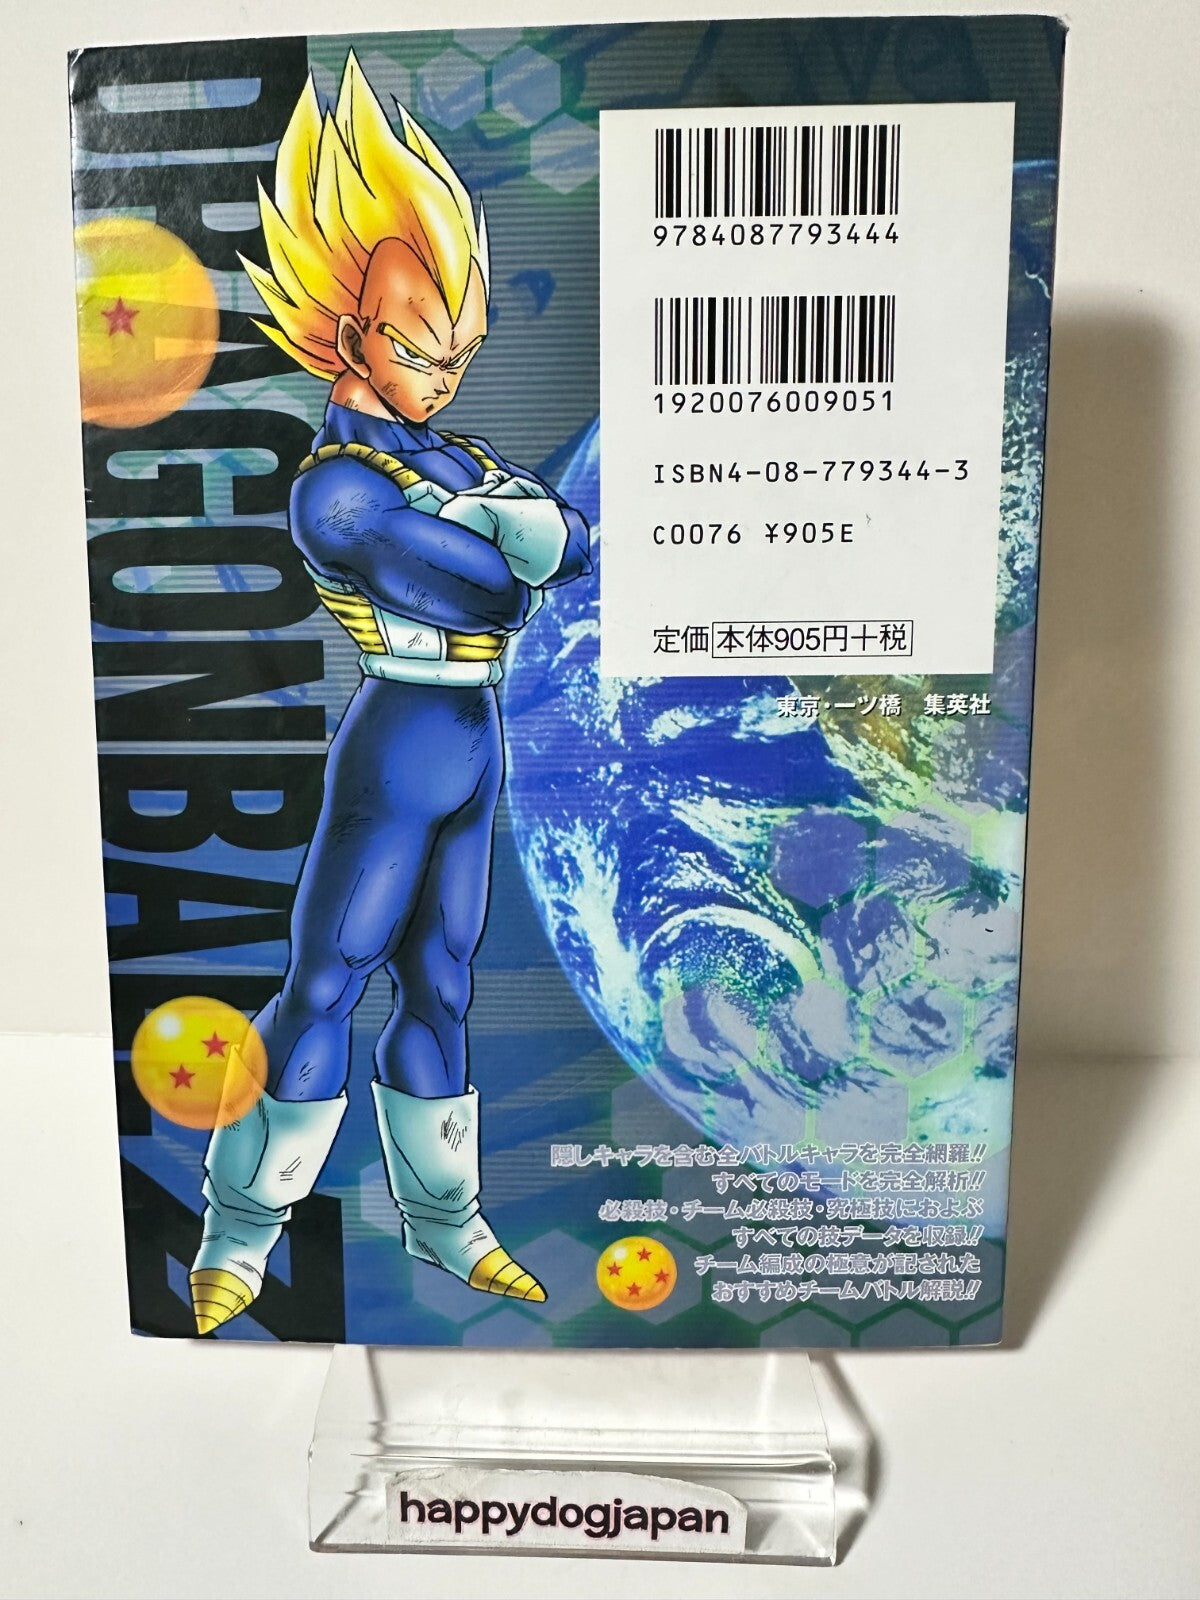 DRAGONBALL Z
9784087793444
1920076009051
ISBN4-08-779344-3
C0076 ¥905E
定価 本体905円+税
東京・一ツ橋 集英社
隠しキャラを含む全バトルキャラを完全網羅!!
すべてのモードを完全解析!!
必殺技・チーム必殺技・究極技におよぶ
すべての技データを収録!!
チーム編成の極意が記された
おすすめチームバトル解説!!
happydogjapan